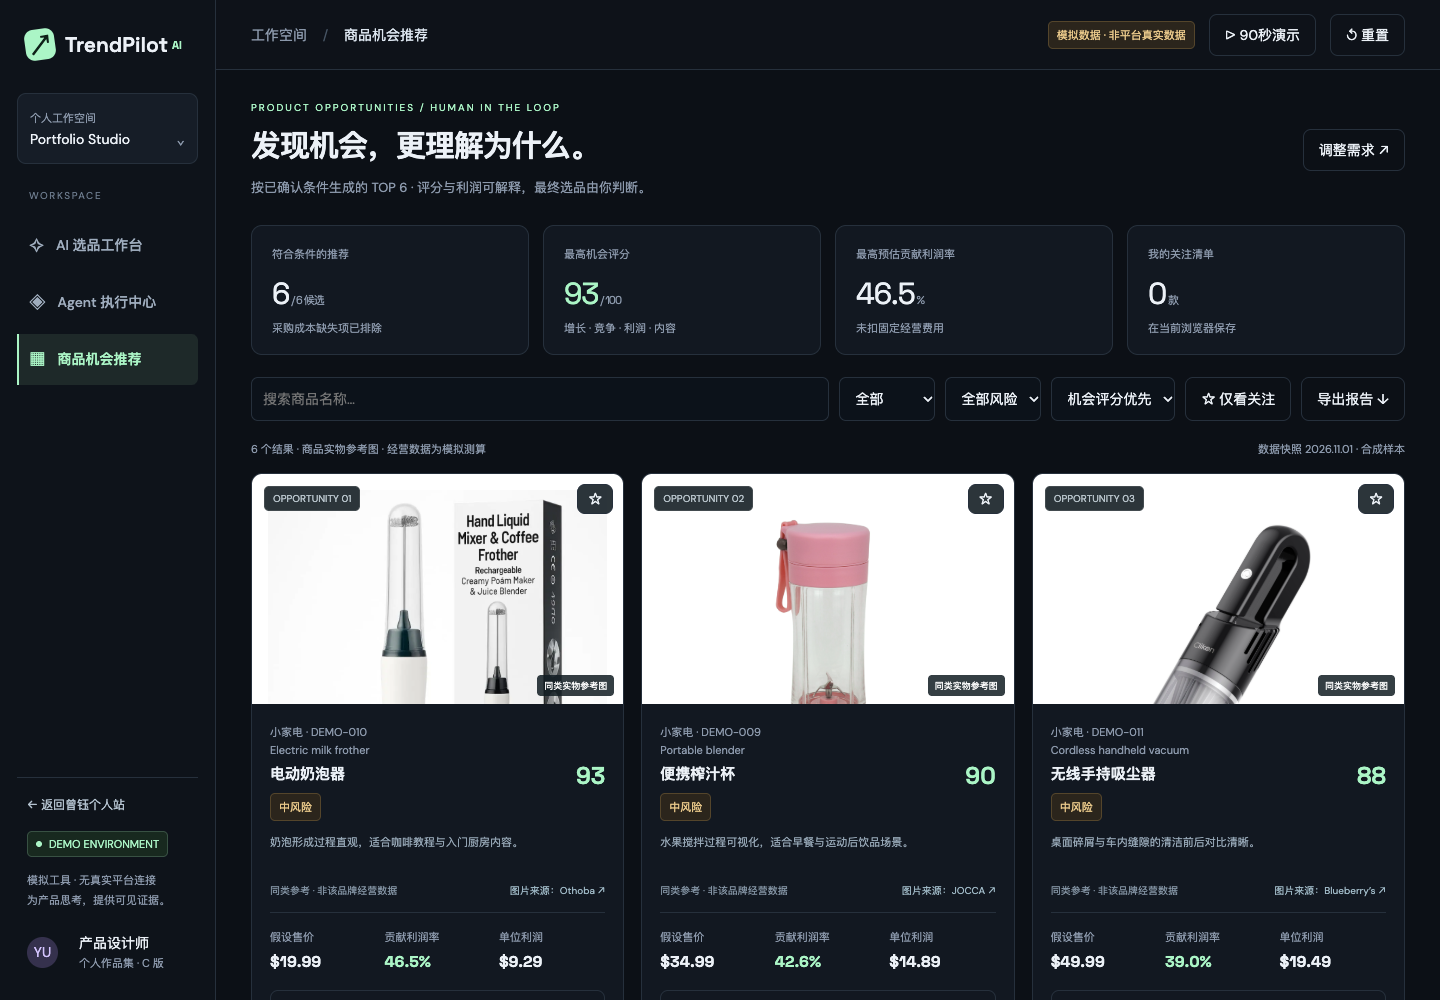 TrendPilot AI
个人工作空间
Portfolio Studio
WORKSPACE
AI 选品工作台
Agent 执行中心
商品机会推荐
← 返回曾钰个人站
DEMO ENVIRONMENT
模拟工具 · 无真实平台连接
为产品思考，提供可见证据。
YU
产品设计师
个人作品集 · C 版
工作空间 / 商品机会推荐
模拟数据 · 非平台真实数据
90秒演示
重置
PRODUCT OPPORTUNITIES / HUMAN IN THE LOOP
发现机会，更理解为什么。
按已确认条件生成的 TOP 6 · 评分与利润可解释，最终选品由你判断。
调整需求 ↗
符合条件的推荐
6 /6 候选
采购成本缺失项已排除
最高机会评分
93 /100
增长 · 竞争 · 利润 · 内容
最高预估贡献利润率
46.5 %
未扣固定经营费用
我的关注清单
0 款
在当前浏览器保存
搜索商品名称...
全部
全部风险
机会评分优先
☆ 仅看关注
导出报告 ↓
6 个结果 · 商品实物参考图 · 经营数据为模拟测算
数据快照 2026.11.01 · 合成样本
OPPORTUNITY 01
Hand Liquid
Mixer & Coffee
Frother
Rechargeable
Creamy Foam Maker
& Juice Blender
同类实物参考图
小家电 · DEMO-010
Electric milk frother
电动奶泡器
93
中风险
奶泡形成过程直观，适合咖啡教程与入门厨房内容。
同类参考 · 非该品牌经营数据
图片来源：Othoba ↗
假设售价
贡献利润率
单位利润
$19.99
46.5%
$9.29
OPPORTUNITY 02
同类实物参考图
小家电 · DEMO-009
Portable blender
便携榨汁杯
90
中风险
水果搅拌过程可视化，适合早餐与运动后饮品场景。
同类参考 · 非该品牌经营数据
图片来源：JOCCA ↗
假设售价
贡献利润率
单位利润
$34.99
42.6%
$14.89
OPPORTUNITY 03
同类实物参考图
小家电 · DEMO-011
Cordless handheld vacuum
无线手持吸尘器
88
中风险
桌面碎屑与车内缝隙的清洁前后对比清晰。
同类参考 · 非该品牌经营数据
图片来源：Blueberry's ↗
假设售价
贡献利润率
单位利润
$49.99
39.0%
$19.49